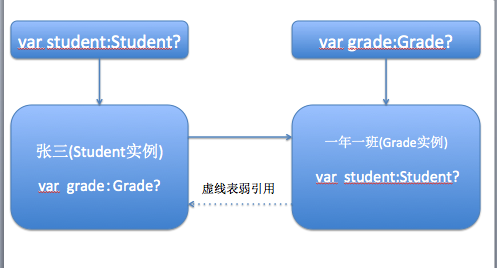 var student:Student?
var grade:Grade?
张三(Student实例)
var grade:Grade?
虚线表弱引用
一年一班(Grade实例)
var student:Student?